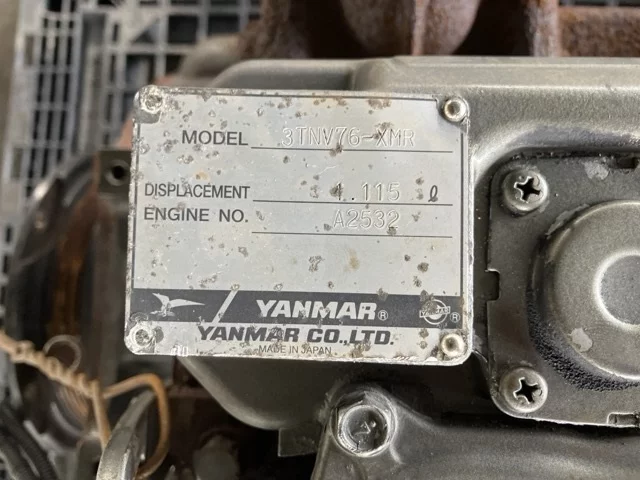 MODEL 3TNV76-XMR
DISPLACEMENT 1.115 ℓ
ENGINE NO. A2532
YANMAR®
®
YANMAR CO.,LTD.
MADE IN JAPAN